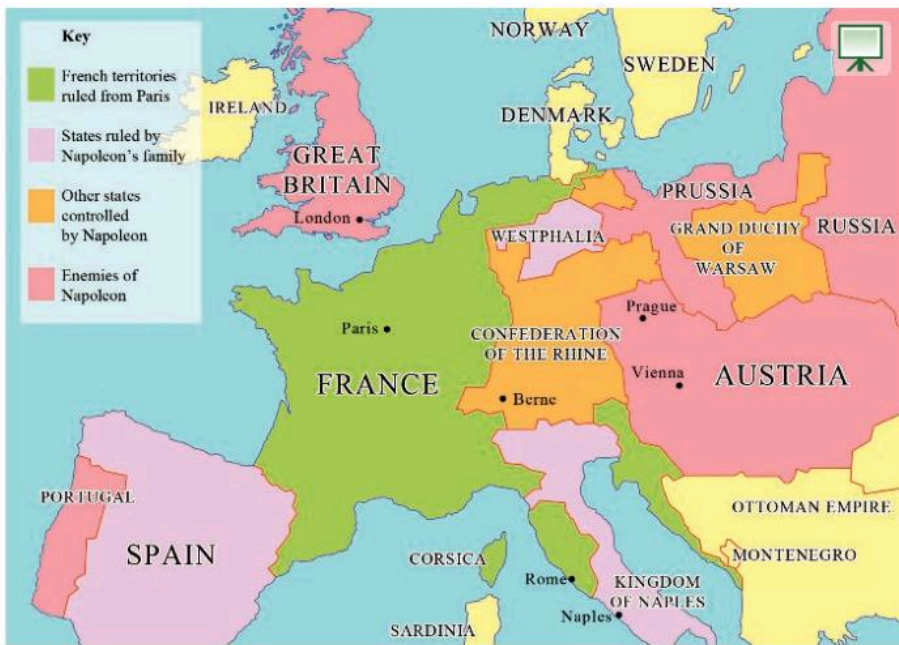 Key
French territories
ruled from Paris
States ruled by
Napoleon's family
Other states
controlled
by Napoleon
Enemies of
Napoleon
NORWAY
SWEDEN
IRELAND
DENMARK
GREAT
BRITAIN
London
PRUSSIA
RUSSIA
WESTPHALIA
GRAND DUCHY
OF
WARSAW
Paris
Prague
CONFEDERATION
OF THE RHINE
FRANCE
Vienna
AUSTRIA
Berne
PORTUGAL
SPAIN
OTTOMAN EMPIRE
MONTENEGRO
CORSICA
Rome
KINGDOM
OF NAPLES
Naples
SARDINIA